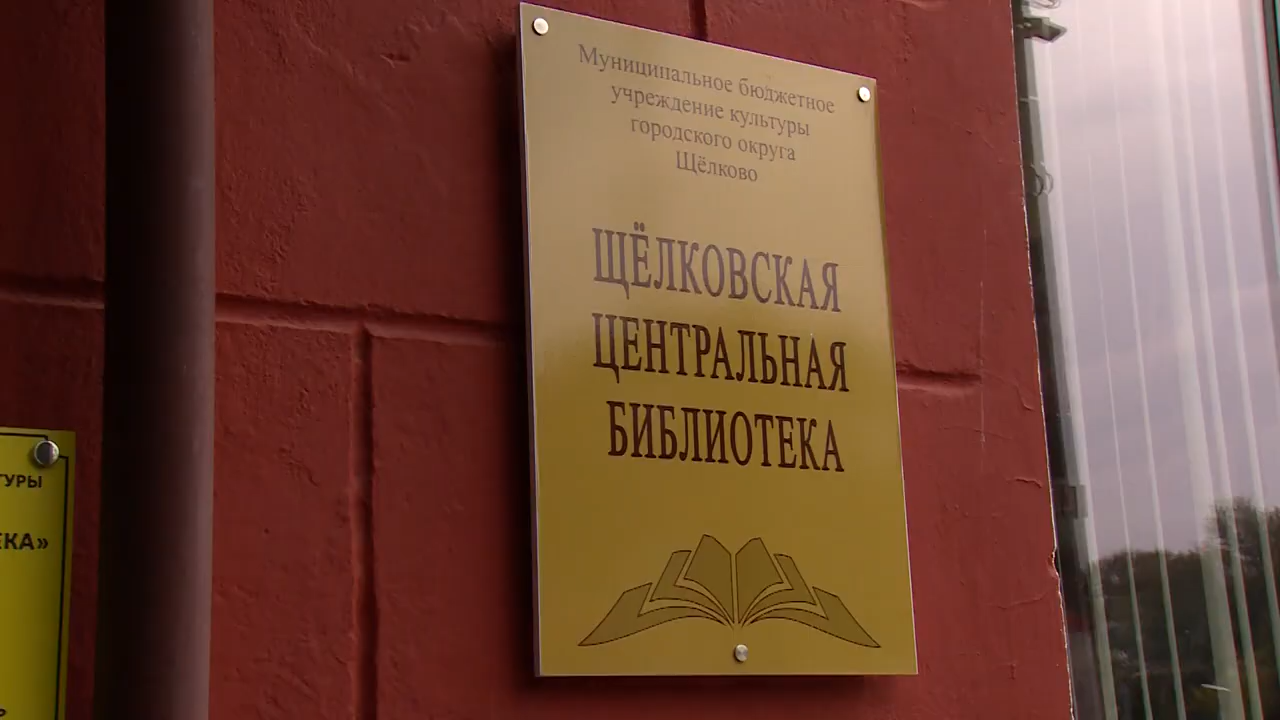 Муниципальное бюджетное
учреждение культуры
городского округа
Щёлково
ЩЁЛКОВСКАЯ
ЦЕНТРАЛЬНАЯ
БИБЛИОТЕКА